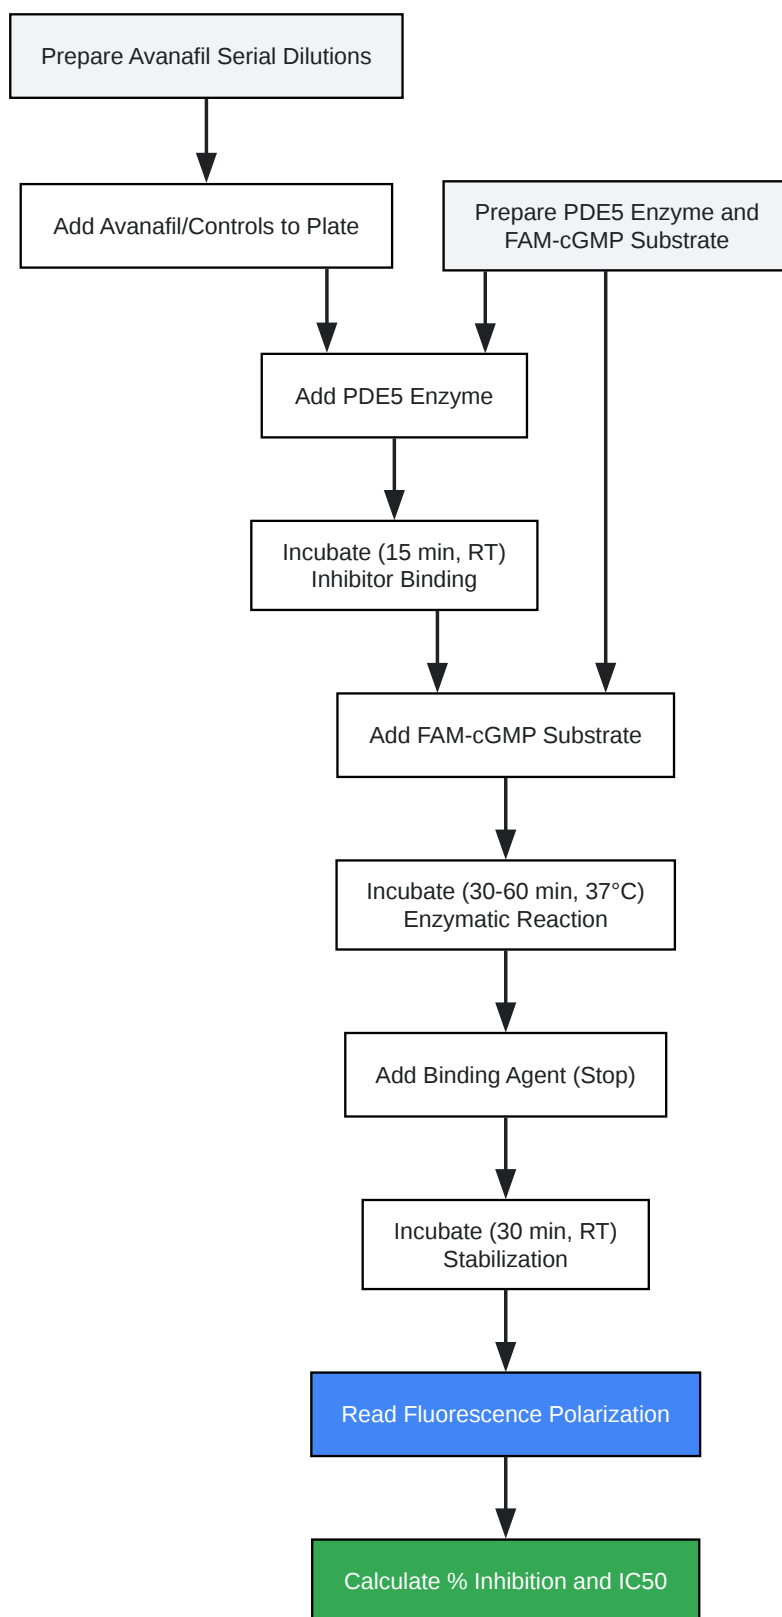 Prepare Avanafil Serial Dilutions
Add Avanafil/Controls to Plate
Prepare PDE5 Enzyme and
FAM-cGMP Substrate
Add PDE5 Enzyme
Incubate (15 min, RT)
Inhibitor Binding
Add FAM-cGMP Substrate
Incubate (30-60 min, 37°C)
Enzymatic Reaction
Add Binding Agent (Stop)
Incubate (30 min, RT)
Stabilization
Read Fluorescence Polarization
Calculate % Inhibition and IC50